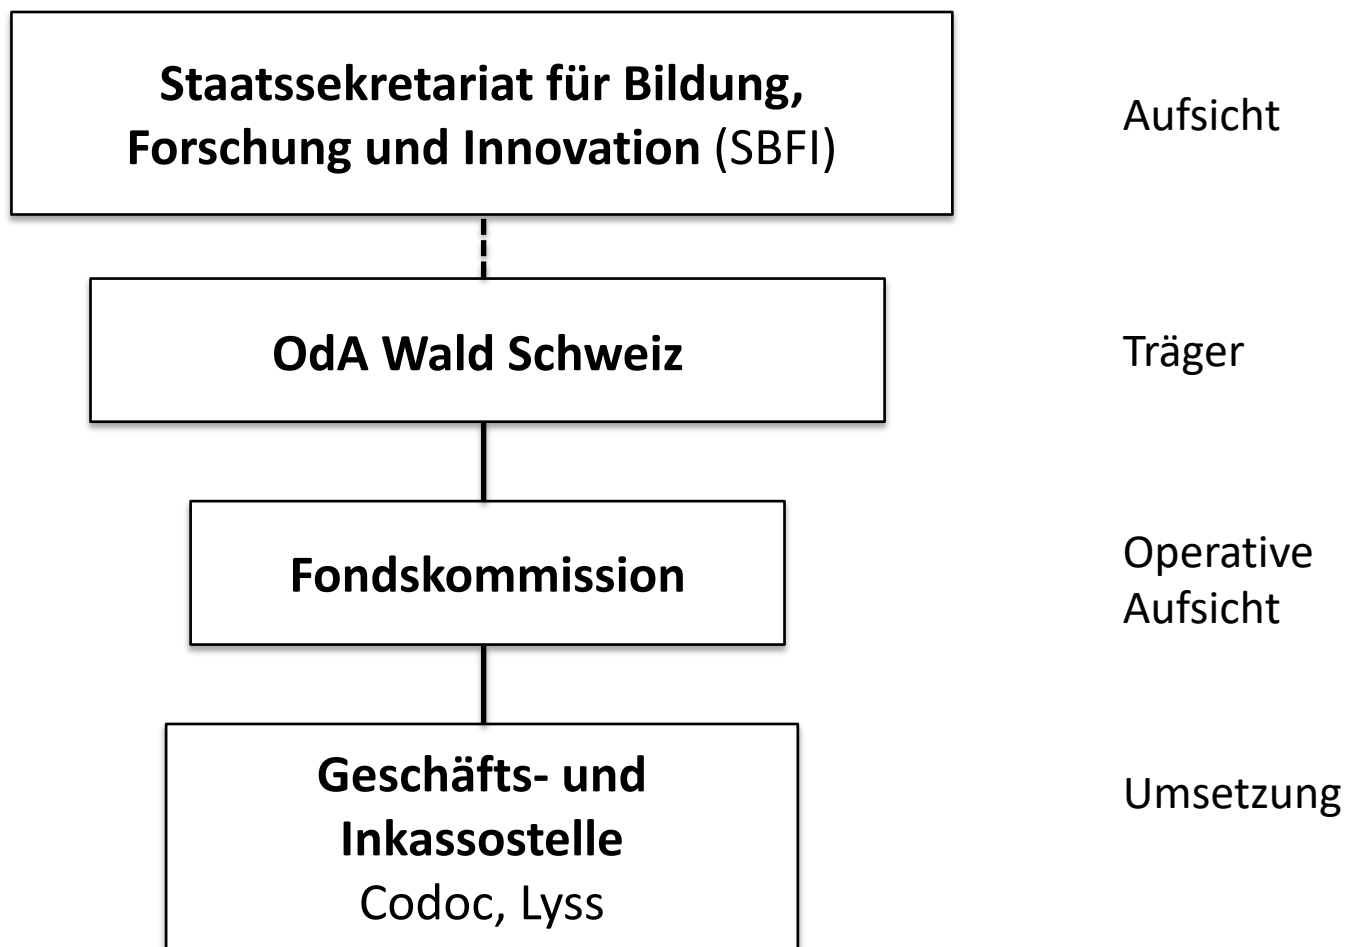 Staatssekretariat für Bildung,
Forschung und Innovation (SBFI)
Aufsicht
OdA Wald Schweiz
Träger
Fondskommission
Operative
Aufsicht
Geschäfts- und
Inkassostelle
Codoc, Lyss
Umsetzung